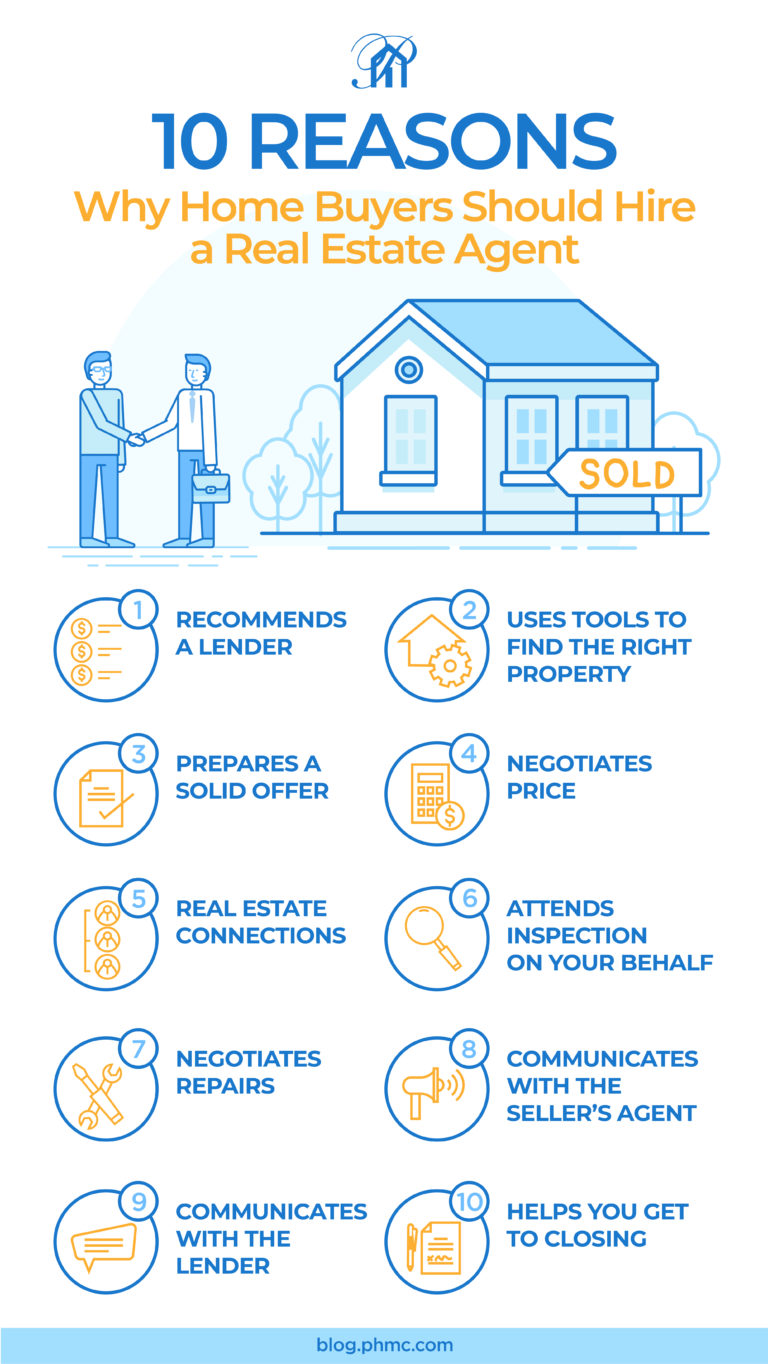 10 REASONS
Why Home Buyers Should Hire
a Real Estate Agent
SOLD
1
RECOMMENDS
A LENDER
2
USES TOOLS TO
FIND THE RIGHT
PROPERTY
3
PREPARES A
SOLID OFFER
4
NEGOTIATES
PRICE
5
REAL ESTATE
CONNECTIONS
6
ATTENDS
INSPECTION
ON YOUR BEHALF
7
NEGOTIATES
REPAIRS
8
COMMUNICATES
WITH THE
SELLER'S AGENT
9
COMMUNICATES
WITH THE
LENDER
10
HELPS YOU GET
TO CLOSING
blog.phmc.com